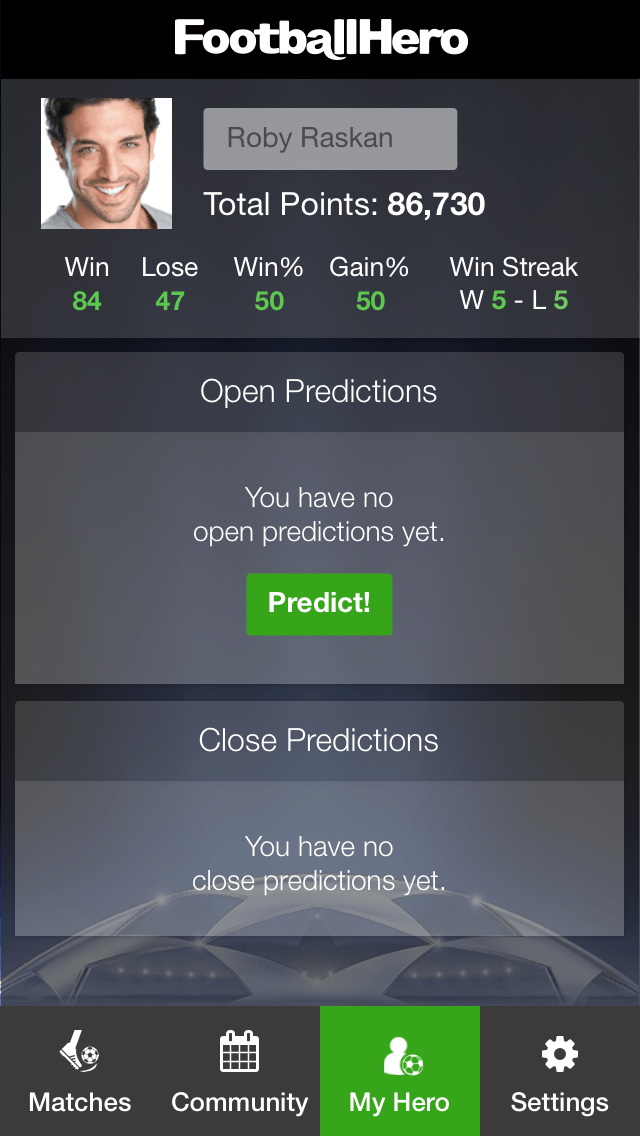 FootballHero
Roby Raskan
Total Points: 86,730
Win Lose Win% Gain% Win Streak
84 47 50 50 W 5 - L 5
Open Predictions
You have no
open predictions yet.
Predict!
Close Predictions
You have no
close predictions yet.
Matches Community My Hero Settings